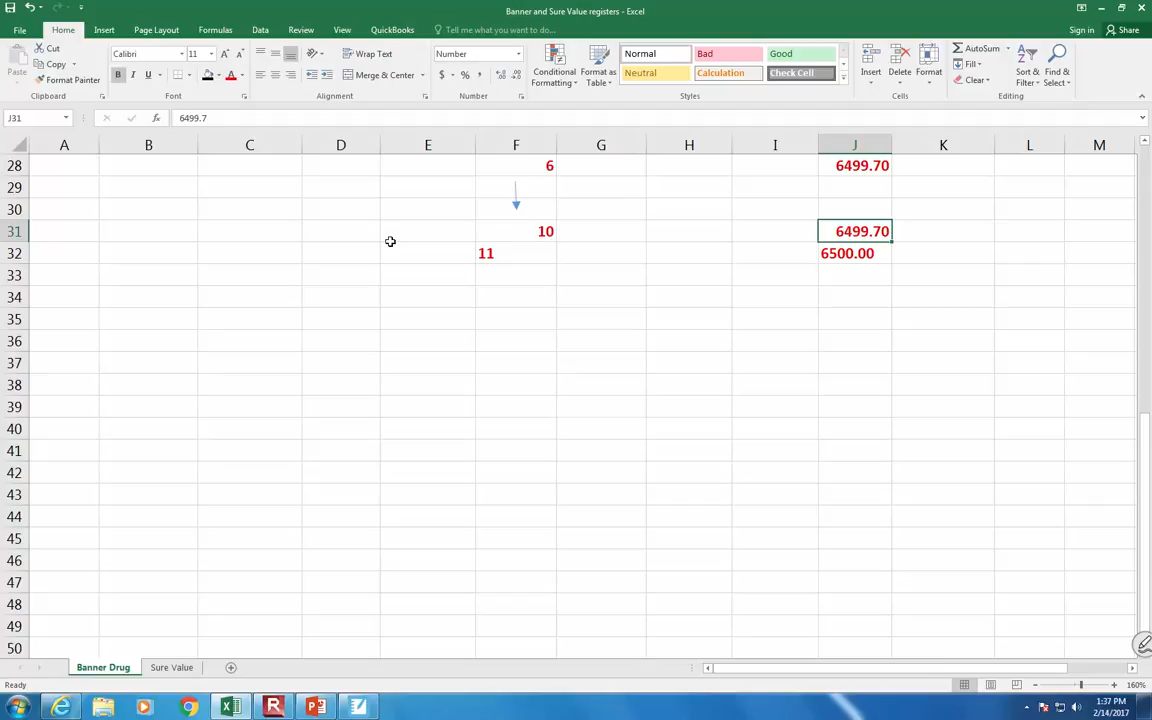 Banner and Sure Value registers - Excel
File Home Insert Page Layout Formulas Data Review View QuickBooks Tell me what you want to do... Sign in Share
Paste
Cut
Copy
Format Painter
Clipboard
Calibri 11
B I U
Font
Wrap Text
Merge & Center
Alignment
Number
$ % ,
Number
Conditional Formatting
Format as Table
Normal Bad Good
Neutral Calculation Check Cell
Styles
Insert Delete Format
Cells
AutoSum
Fill
Clear
Sort & Filter
Find & Select
Editing
J31 fx 6499.7
A B C D E F G H I J K L M
28 6 6499.70
29
30
31 10 6499.70
32 11 6500.00
33
34
35
36
37
38
39
40
41
42
43
44
45
46
47
48
49
50
Banner Drug Sure Value
Ready 160%
1:37 PM
2/14/2017